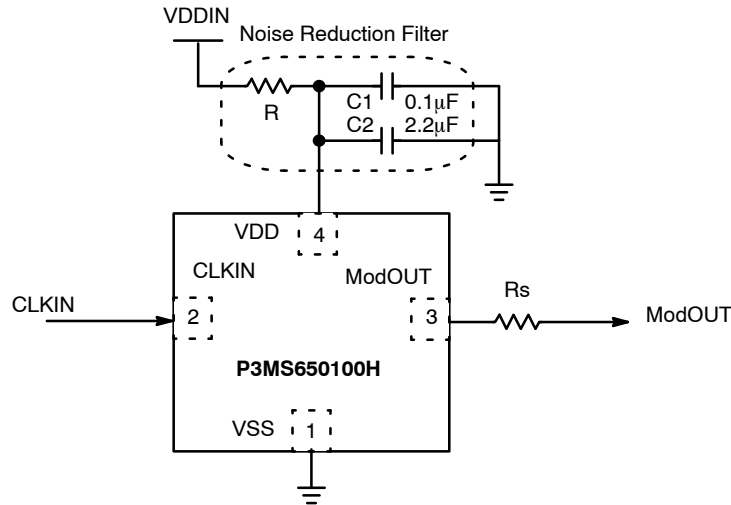 VDDIN
Noise Reduction Filter
R
C1 0.1μF
C2 2.2μF
VDD 4
CLKIN ModOUT
CLKIN 2
3 Rs ModOUT
P3MS650100H
VSS 1